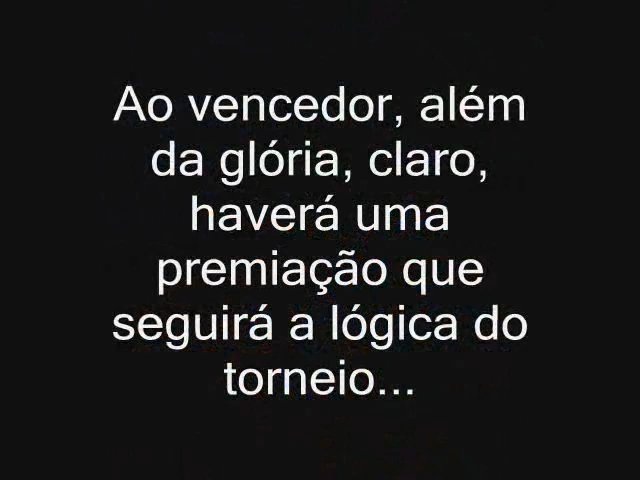 Ao vencedor, além
da glória, claro,
haverá uma
premiação que
seguirá a lógica do
torneio...